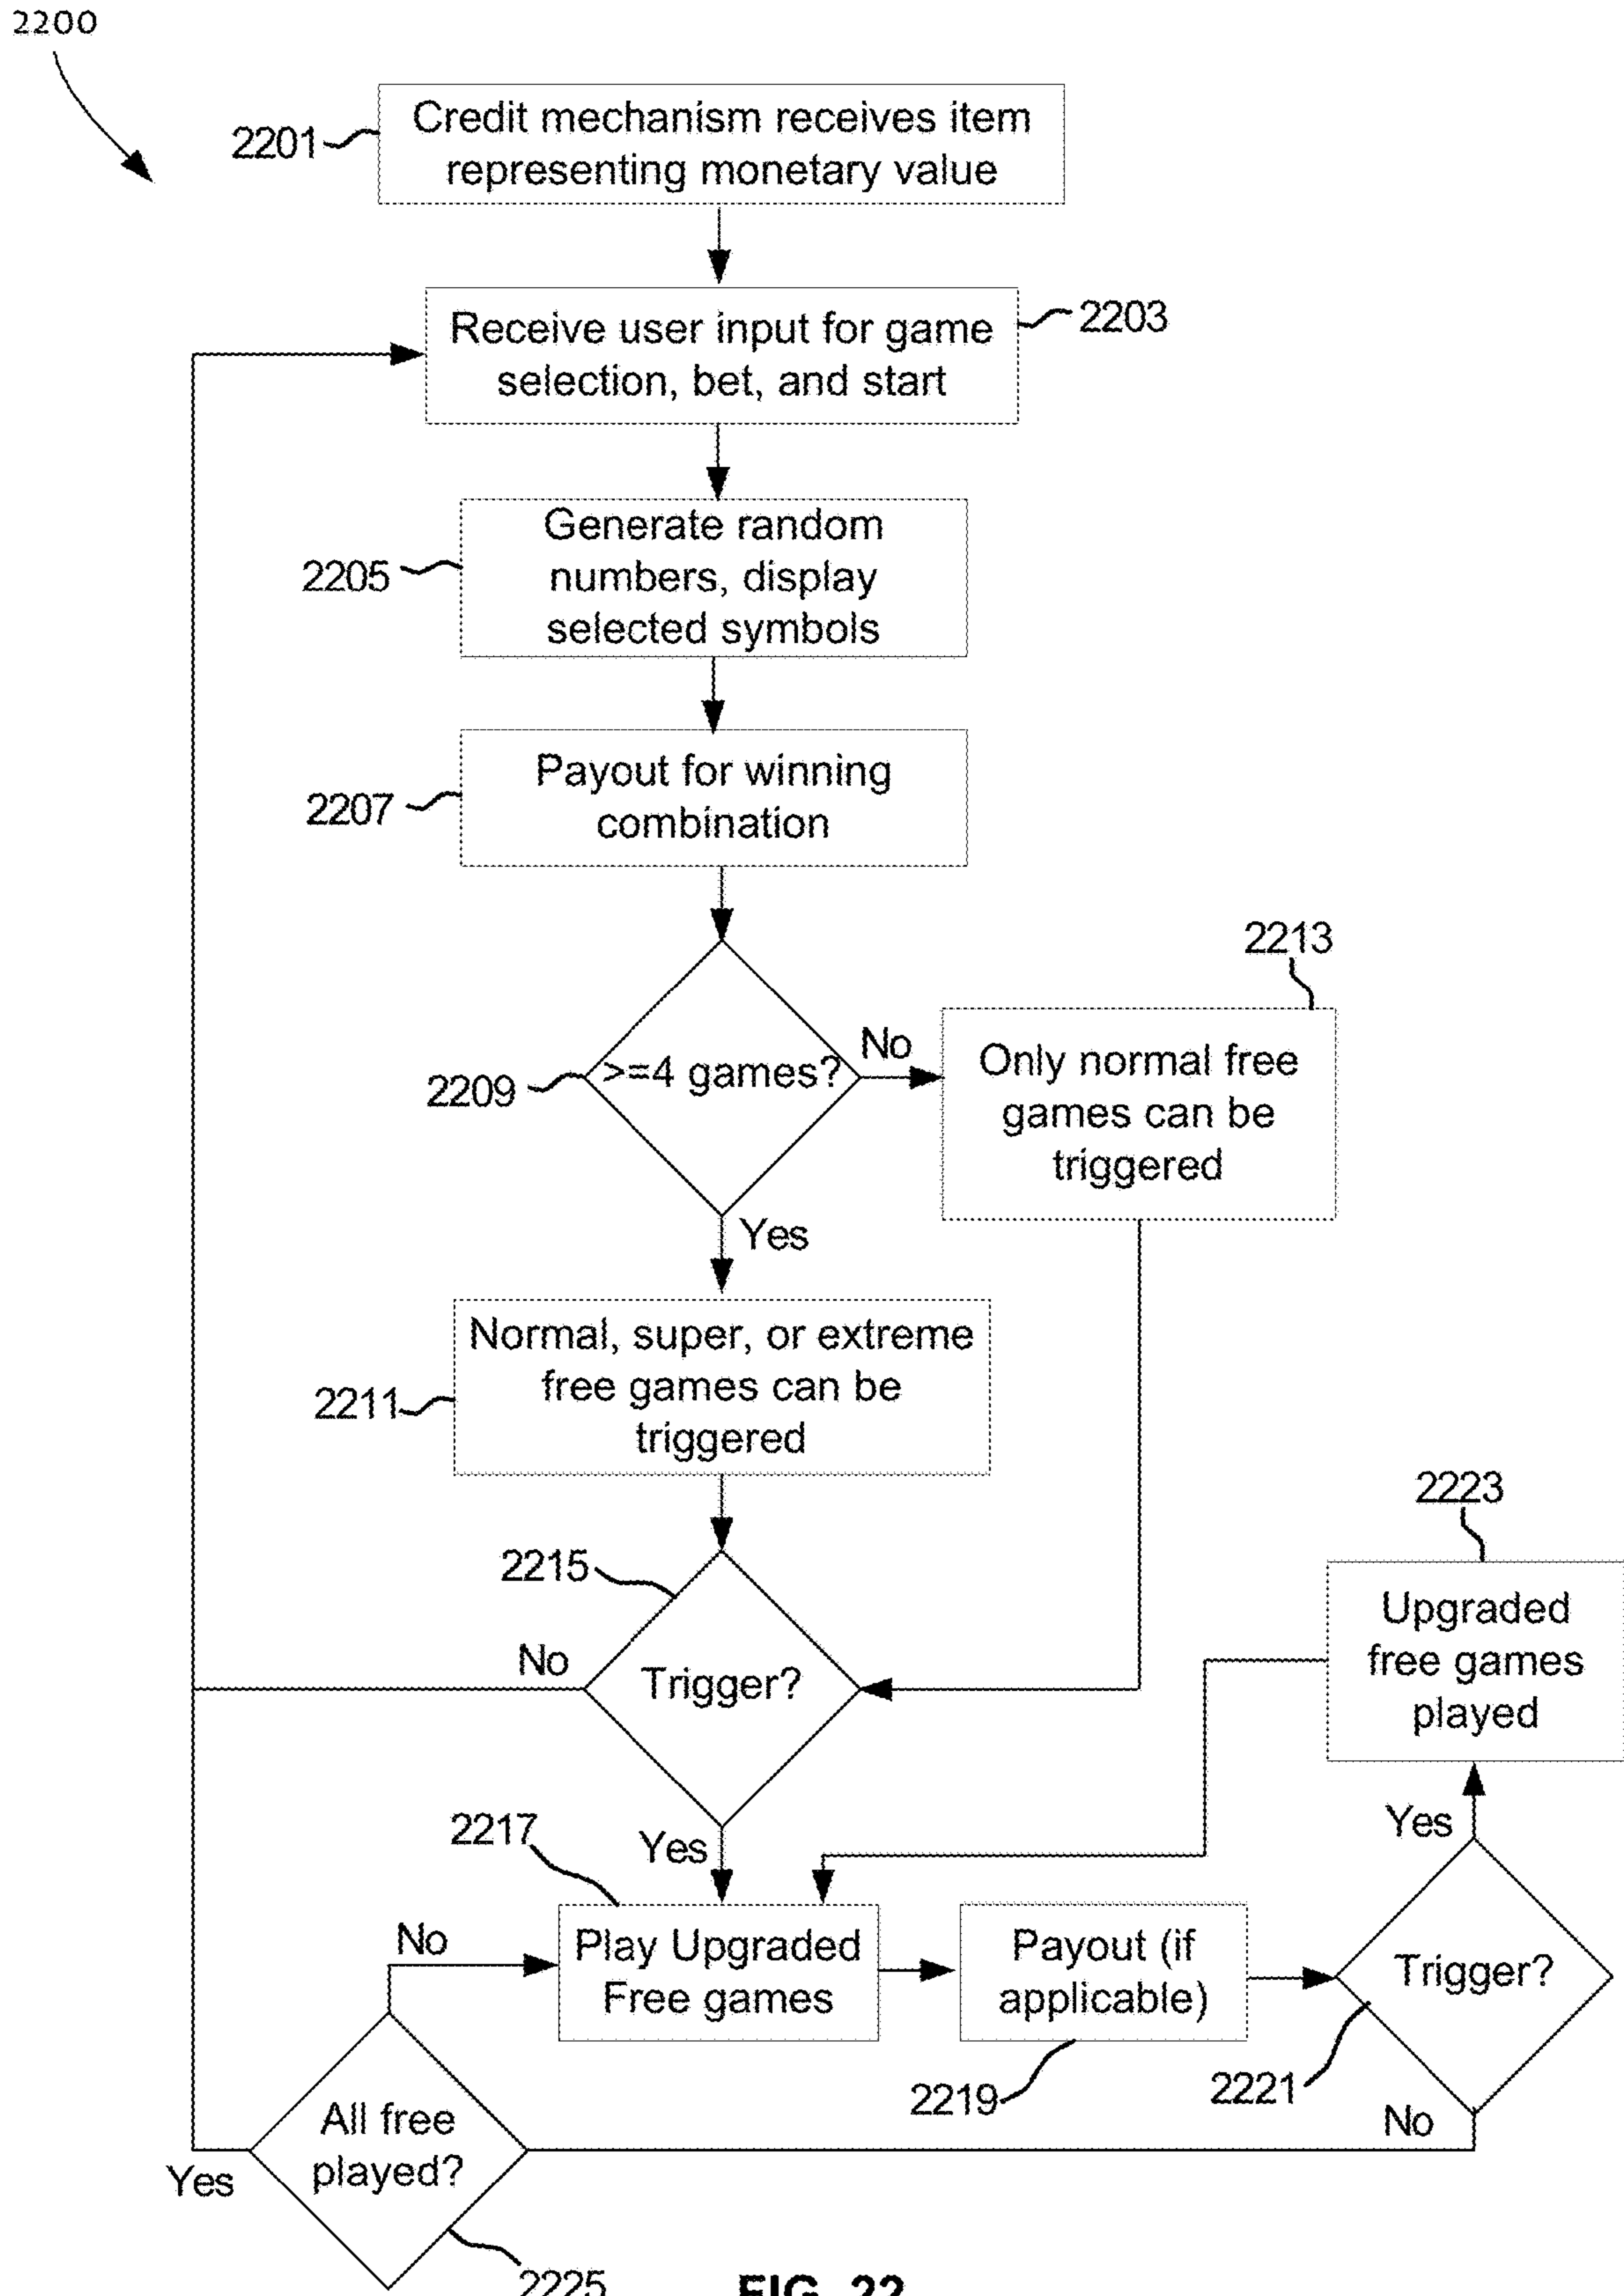 2200
Credit mechanism receives item
representing monetary value
2201
Receive user input for game
selection, bet, and start
2203
Generate random
numbers, display
selected symbols
2205
Payout for winning
combination
2207
2213
>=4 games?
No
2209
Only normal free
games can be
triggered
Yes
Normal, super, or extreme
free games can be
triggered
2211
2223
2215
Upgraded
free games
played
No
Trigger?
2217
Yes
Yes
No
Play Upgraded
Free games
Payout (if
applicable)
Trigger?
2219
2221
All free
played?
No
Yes
2225
FIG. 22